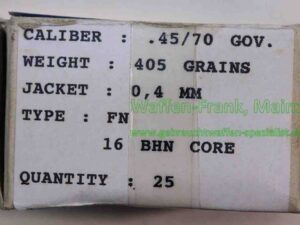 CALIBER : .45/70 GOV.
WEIGHT : 405 GRAINS
JACKET : 0,4 MM
Waffen-Frank, Mainz
TYPE : FN
www.gebrauchtwaffen-spezialist.de
16 BHN CORE
QUANTITY : 25